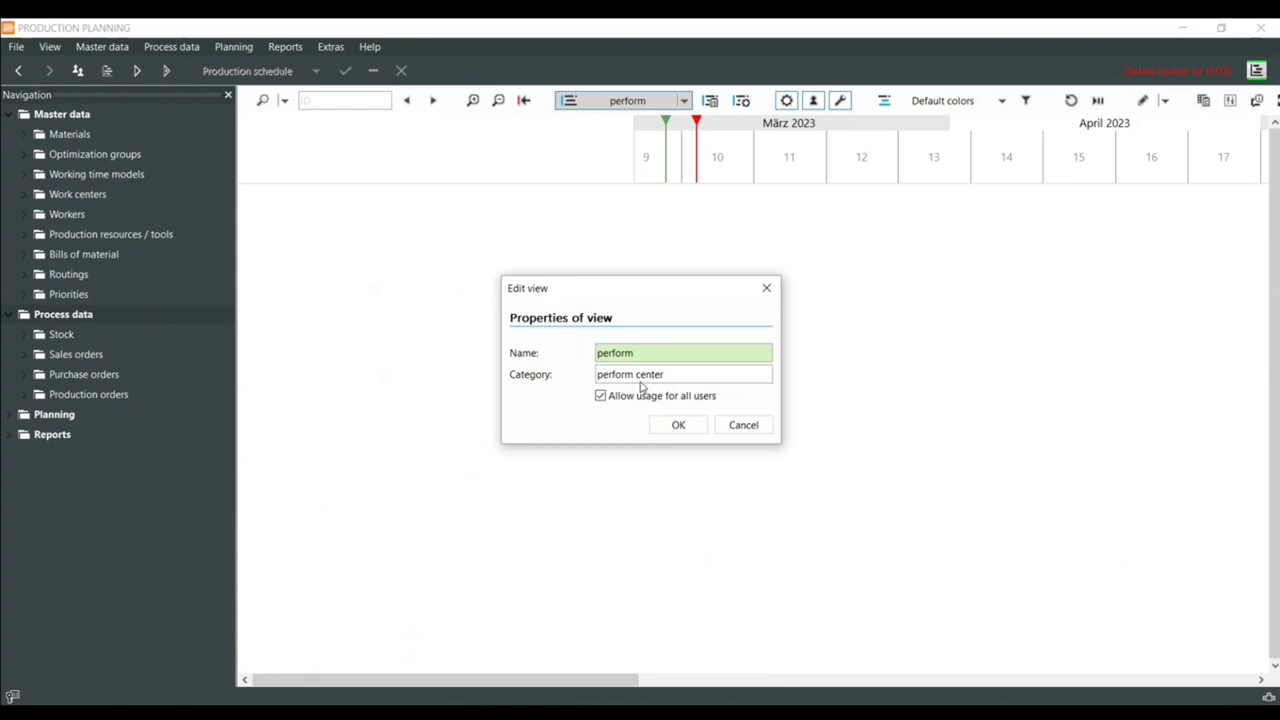 PRODUCTION PLANNING
File View Master data Process data Planning Reports Extras Help
Production schedule
Navigation
ID
perform
Default colors
Master data
Materials
Optimization groups
Working time models
Work centers
Workers
Production resources / tools
Bills of material
Routings
Priorities
Process data
Stock
Sales orders
Purchase orders
Production orders
Planning
Reports
März 2023 April 2023
9 10 11 12 13 14 15 16 17
Edit view
Properties of view
Name: perform
Category: perform center
Allow usage for all users
OK Cancel